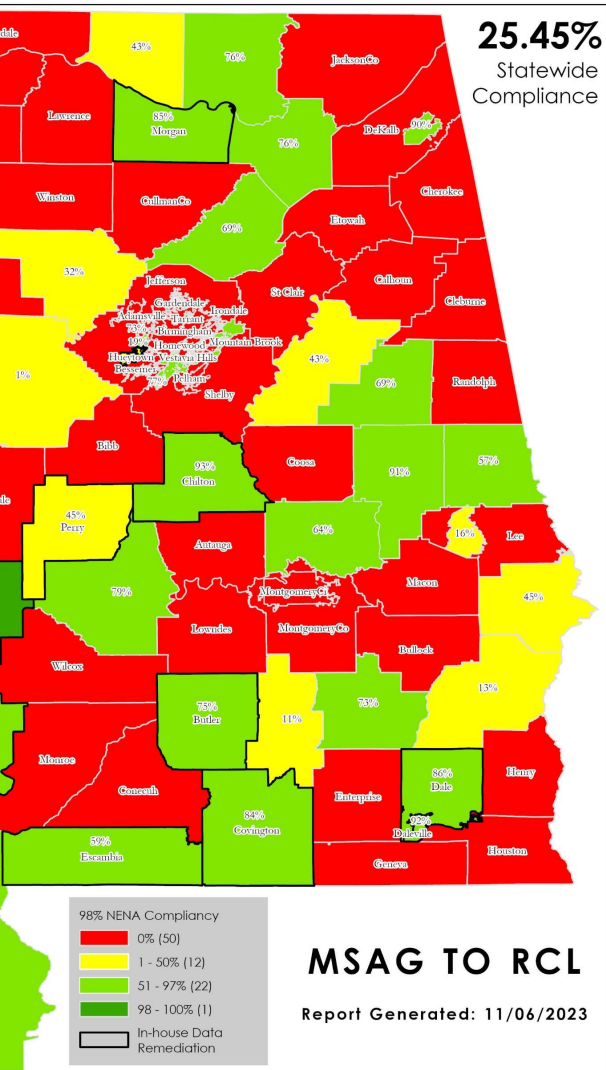 25.45%
Statewide
Compliance
dale
43%
76%
JacksonCo
Lawrence
85%
Morgan
76%
DeKalb
90%
Winston
CullmanCo
Cherokee
69%
Etowah
32%
Jefferson
St Clair
Calhoun
Cleburne
Gardendale
Adamsville
Tarrant
Irondale
73%
Birmingham
19%
Homewood
Mountain Brook
Hueytown
Vestavia Hills
Bessemer
77%
Pelham
Shelby
1%
43%
69%
Randolph
Bibb
93%
Chilton
Coosa
91%
57%
le
45%
Perry
64%
16%
Lee
Autauga
79%
Macon
MontgomeryCi
45%
Lowndes
MontgomeryCo
Bullock
Wilcox
13%
75%
Butler
11%
73%
Monroe
Conecuh
86%
Dale
Henry
Enterprise
84%
Covington
92%
Daleville
59%
Escambia
Geneva
Houston
98% NENA Compliancy
0% (50)
1 - 50% (12)
51 - 97% (22)
98 - 100% (1)
In-house Data
Remediation
MSAG TO RCL
Report Generated: 11/06/2023